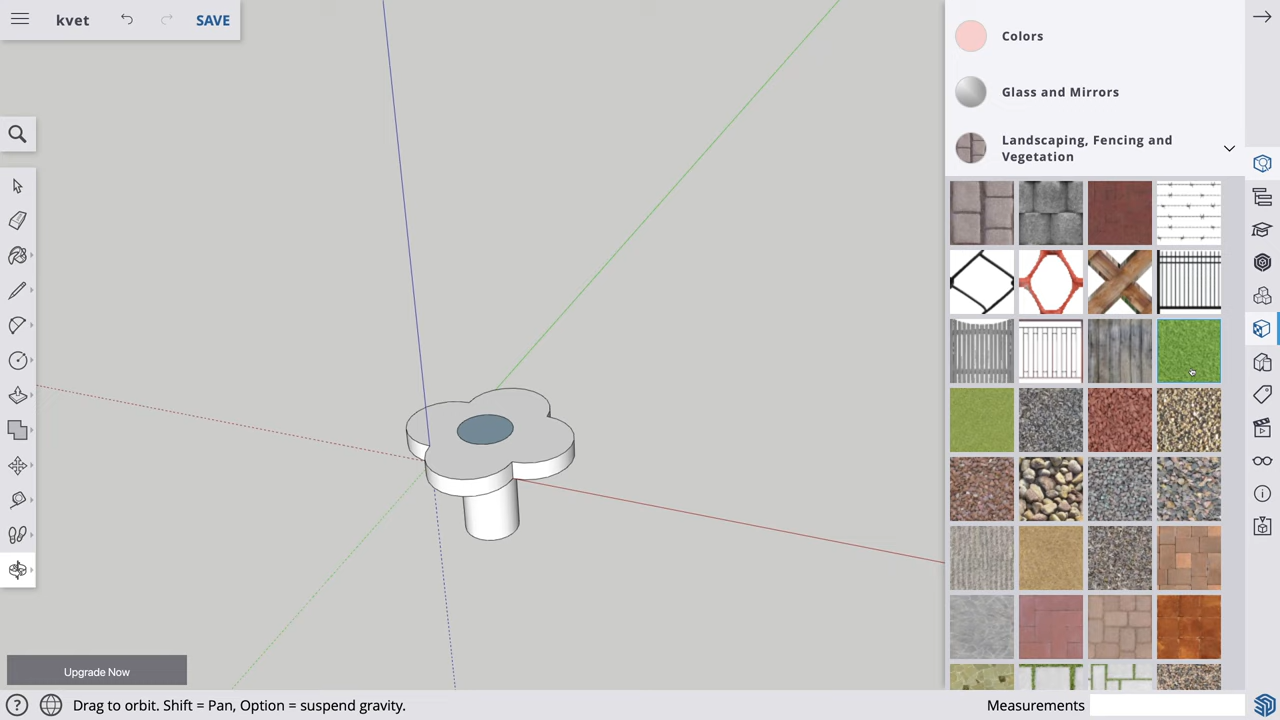 kvet
SAVE
Colors
Glass and Mirrors
Landscaping, Fencing and
Vegetation
Upgrade Now
Drag to orbit. Shift = Pan, Option = suspend gravity.
Measurements